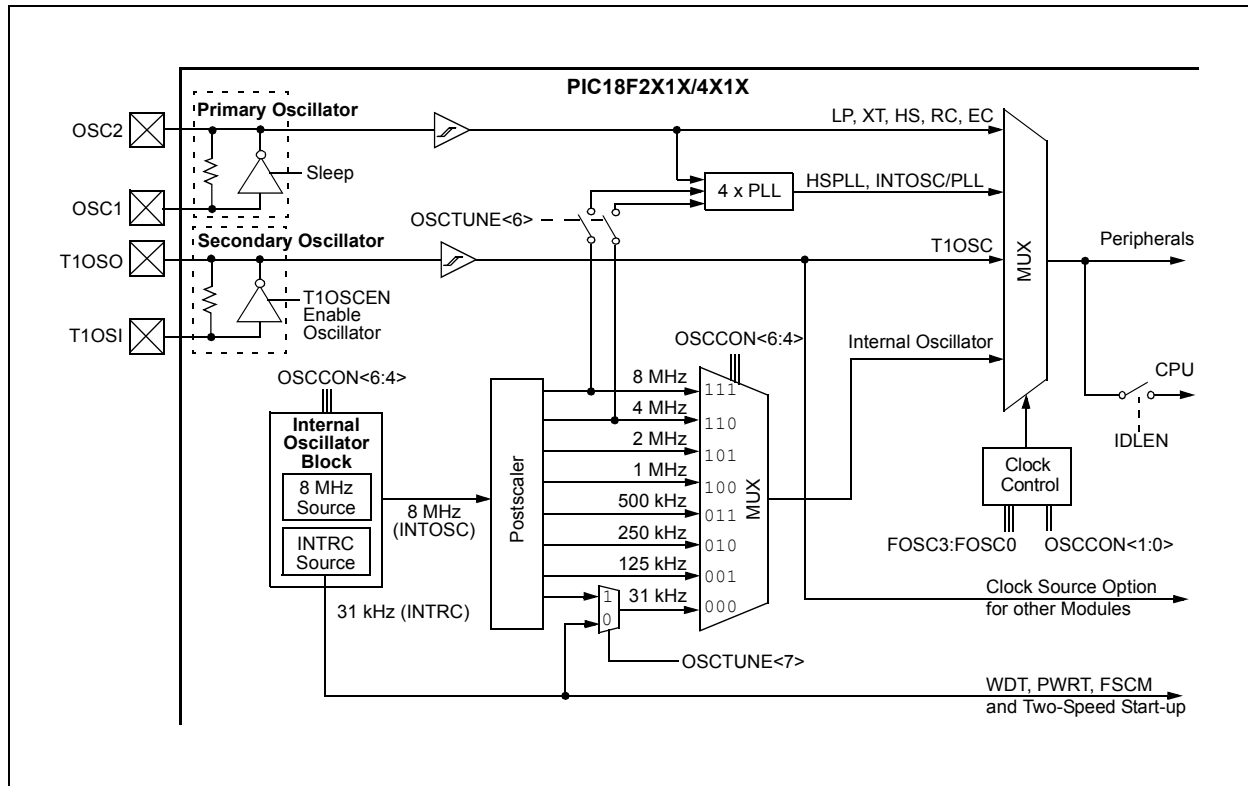 PIC18F2X1X/4X1X
Primary Oscillator
OSC2
Sleep
OSC1
LP, XT, HS, RC, EC
4 x PLL
HSPLL, INTOSC/PLL
OSCTUNE<6>
Secondary Oscillator
T1OSO
T1OSC
T1OSCEN
Enable
Oscillator
T1OSI
MUX
Peripherals
Internal Oscillator
CPU
IDLEN
Clock
Control
FOSC3:FOSC0
OSCCON<1:0>
OSCCON<6:4>
Internal
Oscillator
Block
8 MHz
Source
INTRC
Source
8 MHz
(INTOSC)
31 kHz (INTRC)
Postscaler
OSCCON<6:4>
8 MHz
111
4 MHz
110
2 MHz
101
1 MHz
100
500 kHz
011
250 kHz
010
125 kHz
001
1
0
31 kHz
000
MUX
OSCTUNE<7>
Clock Source Option
for other Modules
WDT, PWRT, FSCM
and Two-Speed Start-up